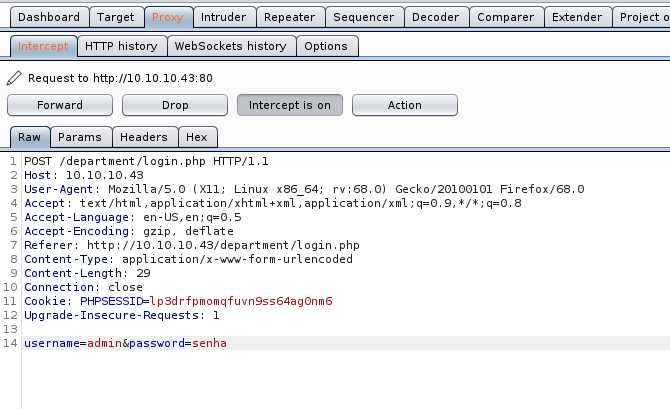 Dashboard Target Proxy Intruder Repeater Sequencer Decoder Comparer Extender Project o
Intercept HTTP history WebSockets history Options
Request to http://10.10.10.43:80
Forward Drop Intercept is on Action
Raw Params Headers Hex
1 POST /department/login.php HTTP/1.1
2 Host: 10.10.10.43
3 User-Agent: Mozilla/5.0 (X11; Linux x86_64; rv:68.0) Gecko/20100101 Firefox/68.0
4 Accept: text/html,application/xhtml+xml,application/xml;q=0.9,*/*;q=0.8
5 Accept-Language: en-US,en;q=0.5
6 Accept-Encoding: gzip, deflate
7 Referer: http://10.10.10.43/department/login.php
8 Content-Type: application/x-www-form-urlencoded
9 Content-Length: 29
10 Connection: close
11 Cookie: PHPSESSID=lp3drfpmomqfuvn9ss64ag0nm6
12 Upgrade-Insecure-Requests: 1
13
14 username=admin&password=senha